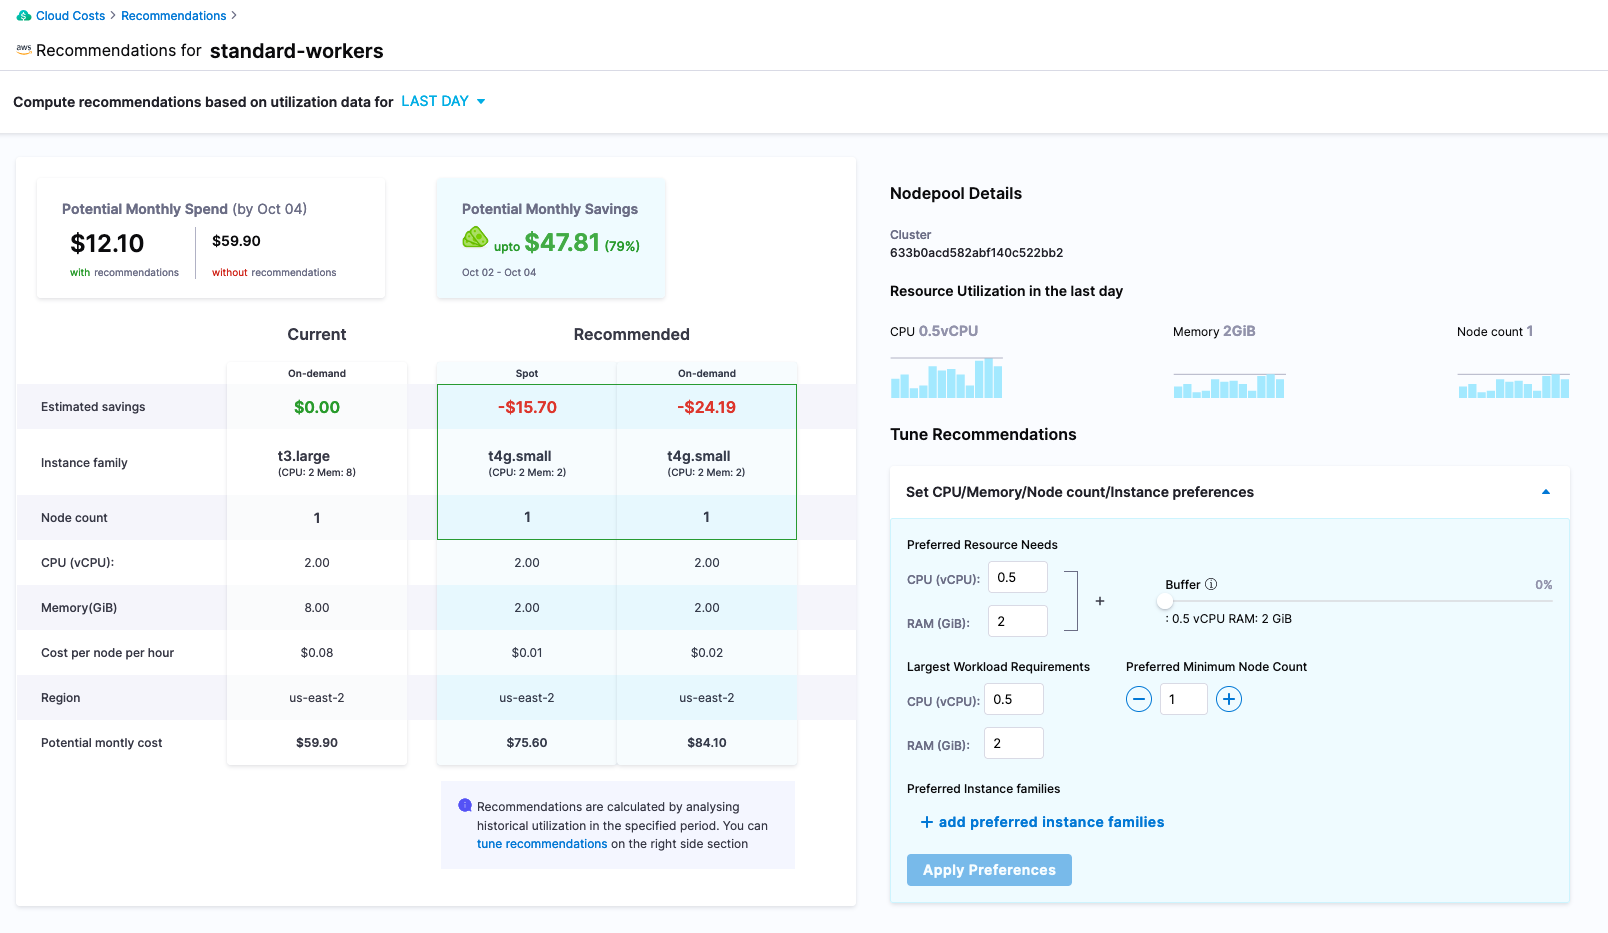 Cloud Costs > Recommendations >
aws Recommendations for standard-workers
Compute recommendations based on utilization data for LAST DAY
Potential Monthly Spend (by Oct 04)
$12.10 $59.90
with recommendations without recommendations
Potential Monthly Savings
upto $47.81 (79%)
Oct 02 - Oct 04
Current Recommended
On-demand Spot On-demand
Estimated savings $0.00 -$15.70 -$24.19
Instance family t3.large t4g.small t4g.small
(CPU: 2 Mem: 8) (CPU: 2 Mem: 2) (CPU: 2 Mem: 2)
Node count 1 1 1
CPU (vCPU): 2.00 2.00 2.00
Memory(GiB) 8.00 2.00 2.00
Cost per node per hour $0.08 $0.01 $0.02
Region us-east-2 us-east-2 us-east-2
Potential montly cost $59.90 $75.60 $84.10
Recommendations are calculated by analysing
historical utilization in the specified period. You can
tune recommendations on the right side section
Nodepool Details
Cluster
633b0acd582abf140c522bb2
Resource Utilization in the last day
CPU 0.5vCPU Memory 2GiB Node count 1
Tune Recommendations
Set CPU/Memory/Node count/Instance preferences
Preferred Resource Needs
CPU (vCPU): 0.5
RAM (GiB): 2
+
Buffer 0%
: 0.5 vCPU RAM: 2 GiB
Largest Workload Requirements
CPU (vCPU): 0.5
RAM (GiB): 2
Preferred Minimum Node Count
1
Preferred Instance families
+ add preferred instance families
Apply Preferences